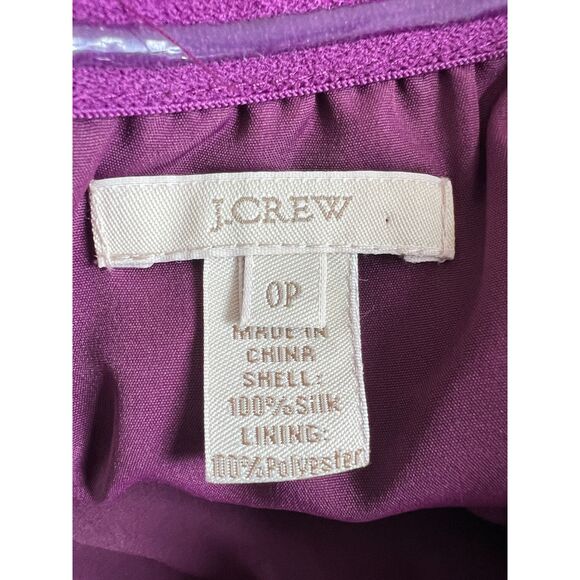 J.CREW
0P
MADE IN
CHINA
SHELL:
100%Silk
LINING:
100%Polyester